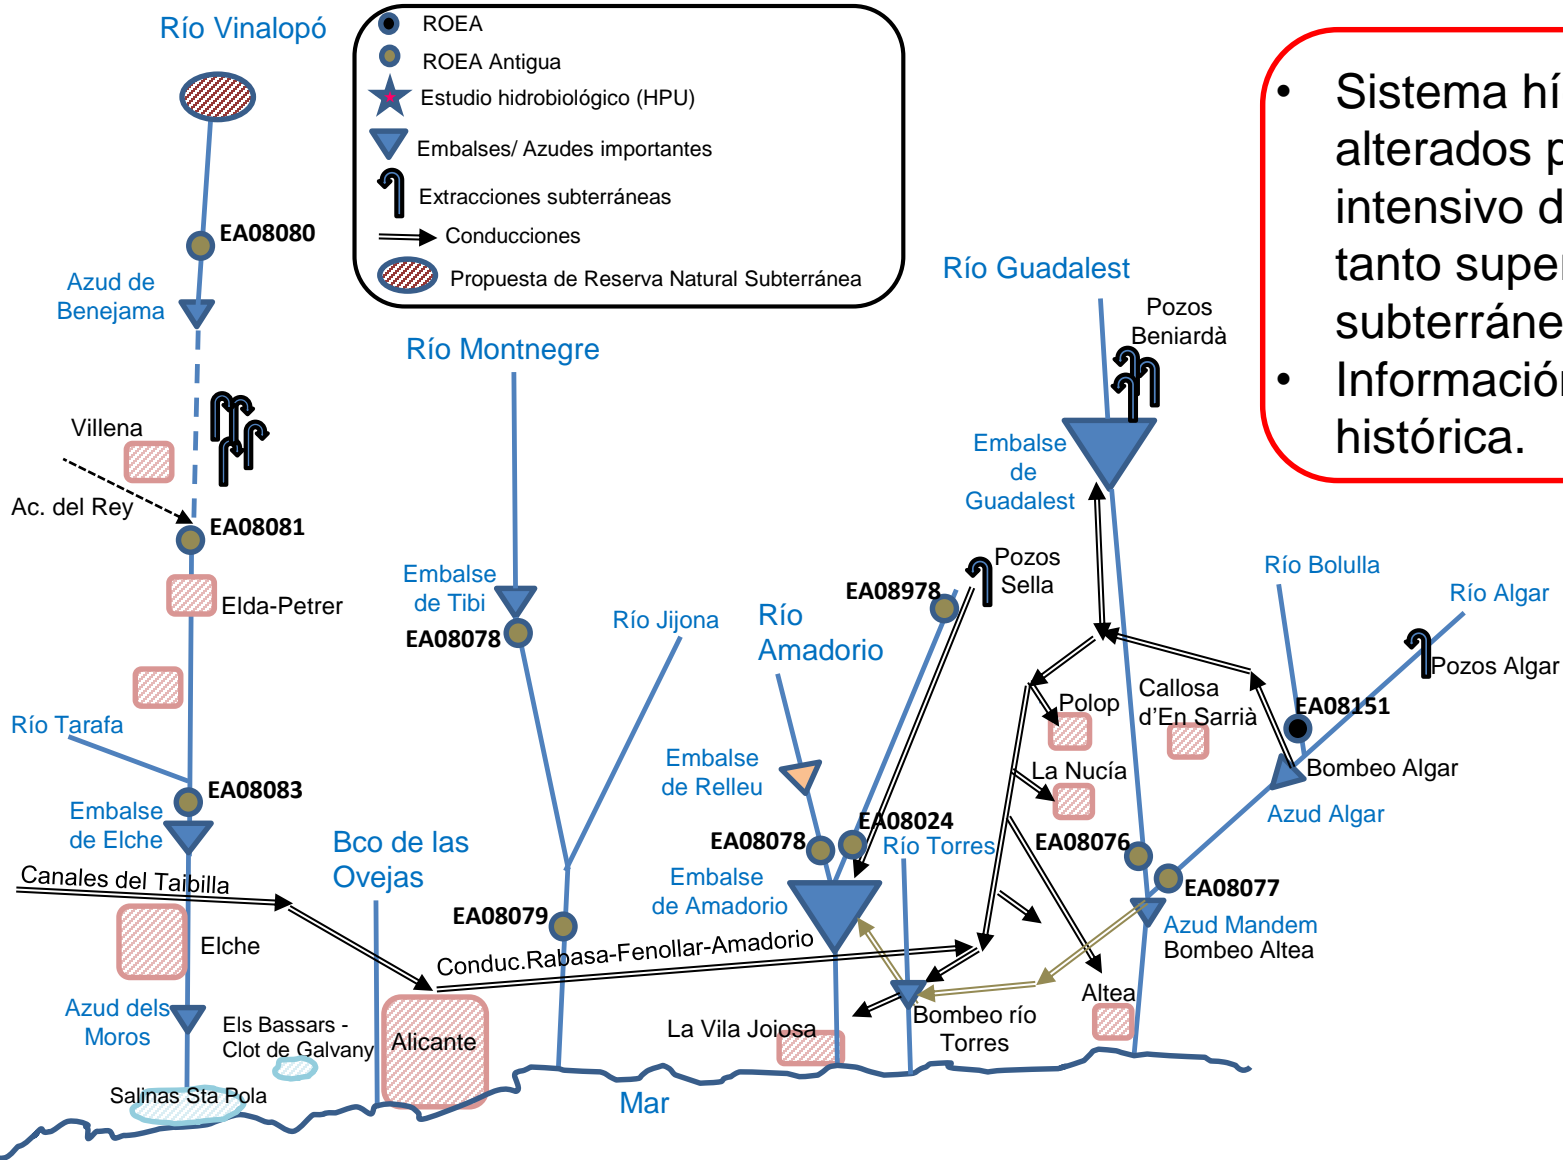 Río Vinalopó
ROEA
ROEA Antigua
Estudio hidrobiológico (HPU)
Embalses/ Azudes importantes
Extracciones subterráneas
Conducciones
Propuesta de Reserva Natural Subterránea
• Sistema hí
alterados p
intensivo d
tanto super
subterráne
• Información
histórica.
EA08080
Azud de
Benejama
Villena
Ac. del Rey
EA08081
Elda-Petrer
Río Tarafa
EA08083
Embalse
de Elche
Canales del Taibilla
Elche
Azud dels
Moros
Els Bassars -
Clot de Galvany
Salinas Sta Pola
Bco de las
Ovejas
Alicante
Río Montnegre
Embalse
de Tibi
EA08078
Río Jijona
EA08079
Conduc.Rabasa-Fenollar-Amadorio
Río
Amadorio
EA08978
Pozos
Sella
Embalse
de Relleu
EA08078
EA08024
Río Torres
Embalse
de Amadorio
La Vila Joiosa
Bombeo río
Torres
Mar
Río Guadalest
Pozos
Beniardà
Embalse
de
Guadalest
Polop
Callosa
d'En Sarrià
La Nucía
EA08076
EA08077
Azud Mandem
Bombeo Altea
Altea
Río Bolulla
Río Algar
Pozos Algar
EA08151
Bombeo Algar
Azud Algar